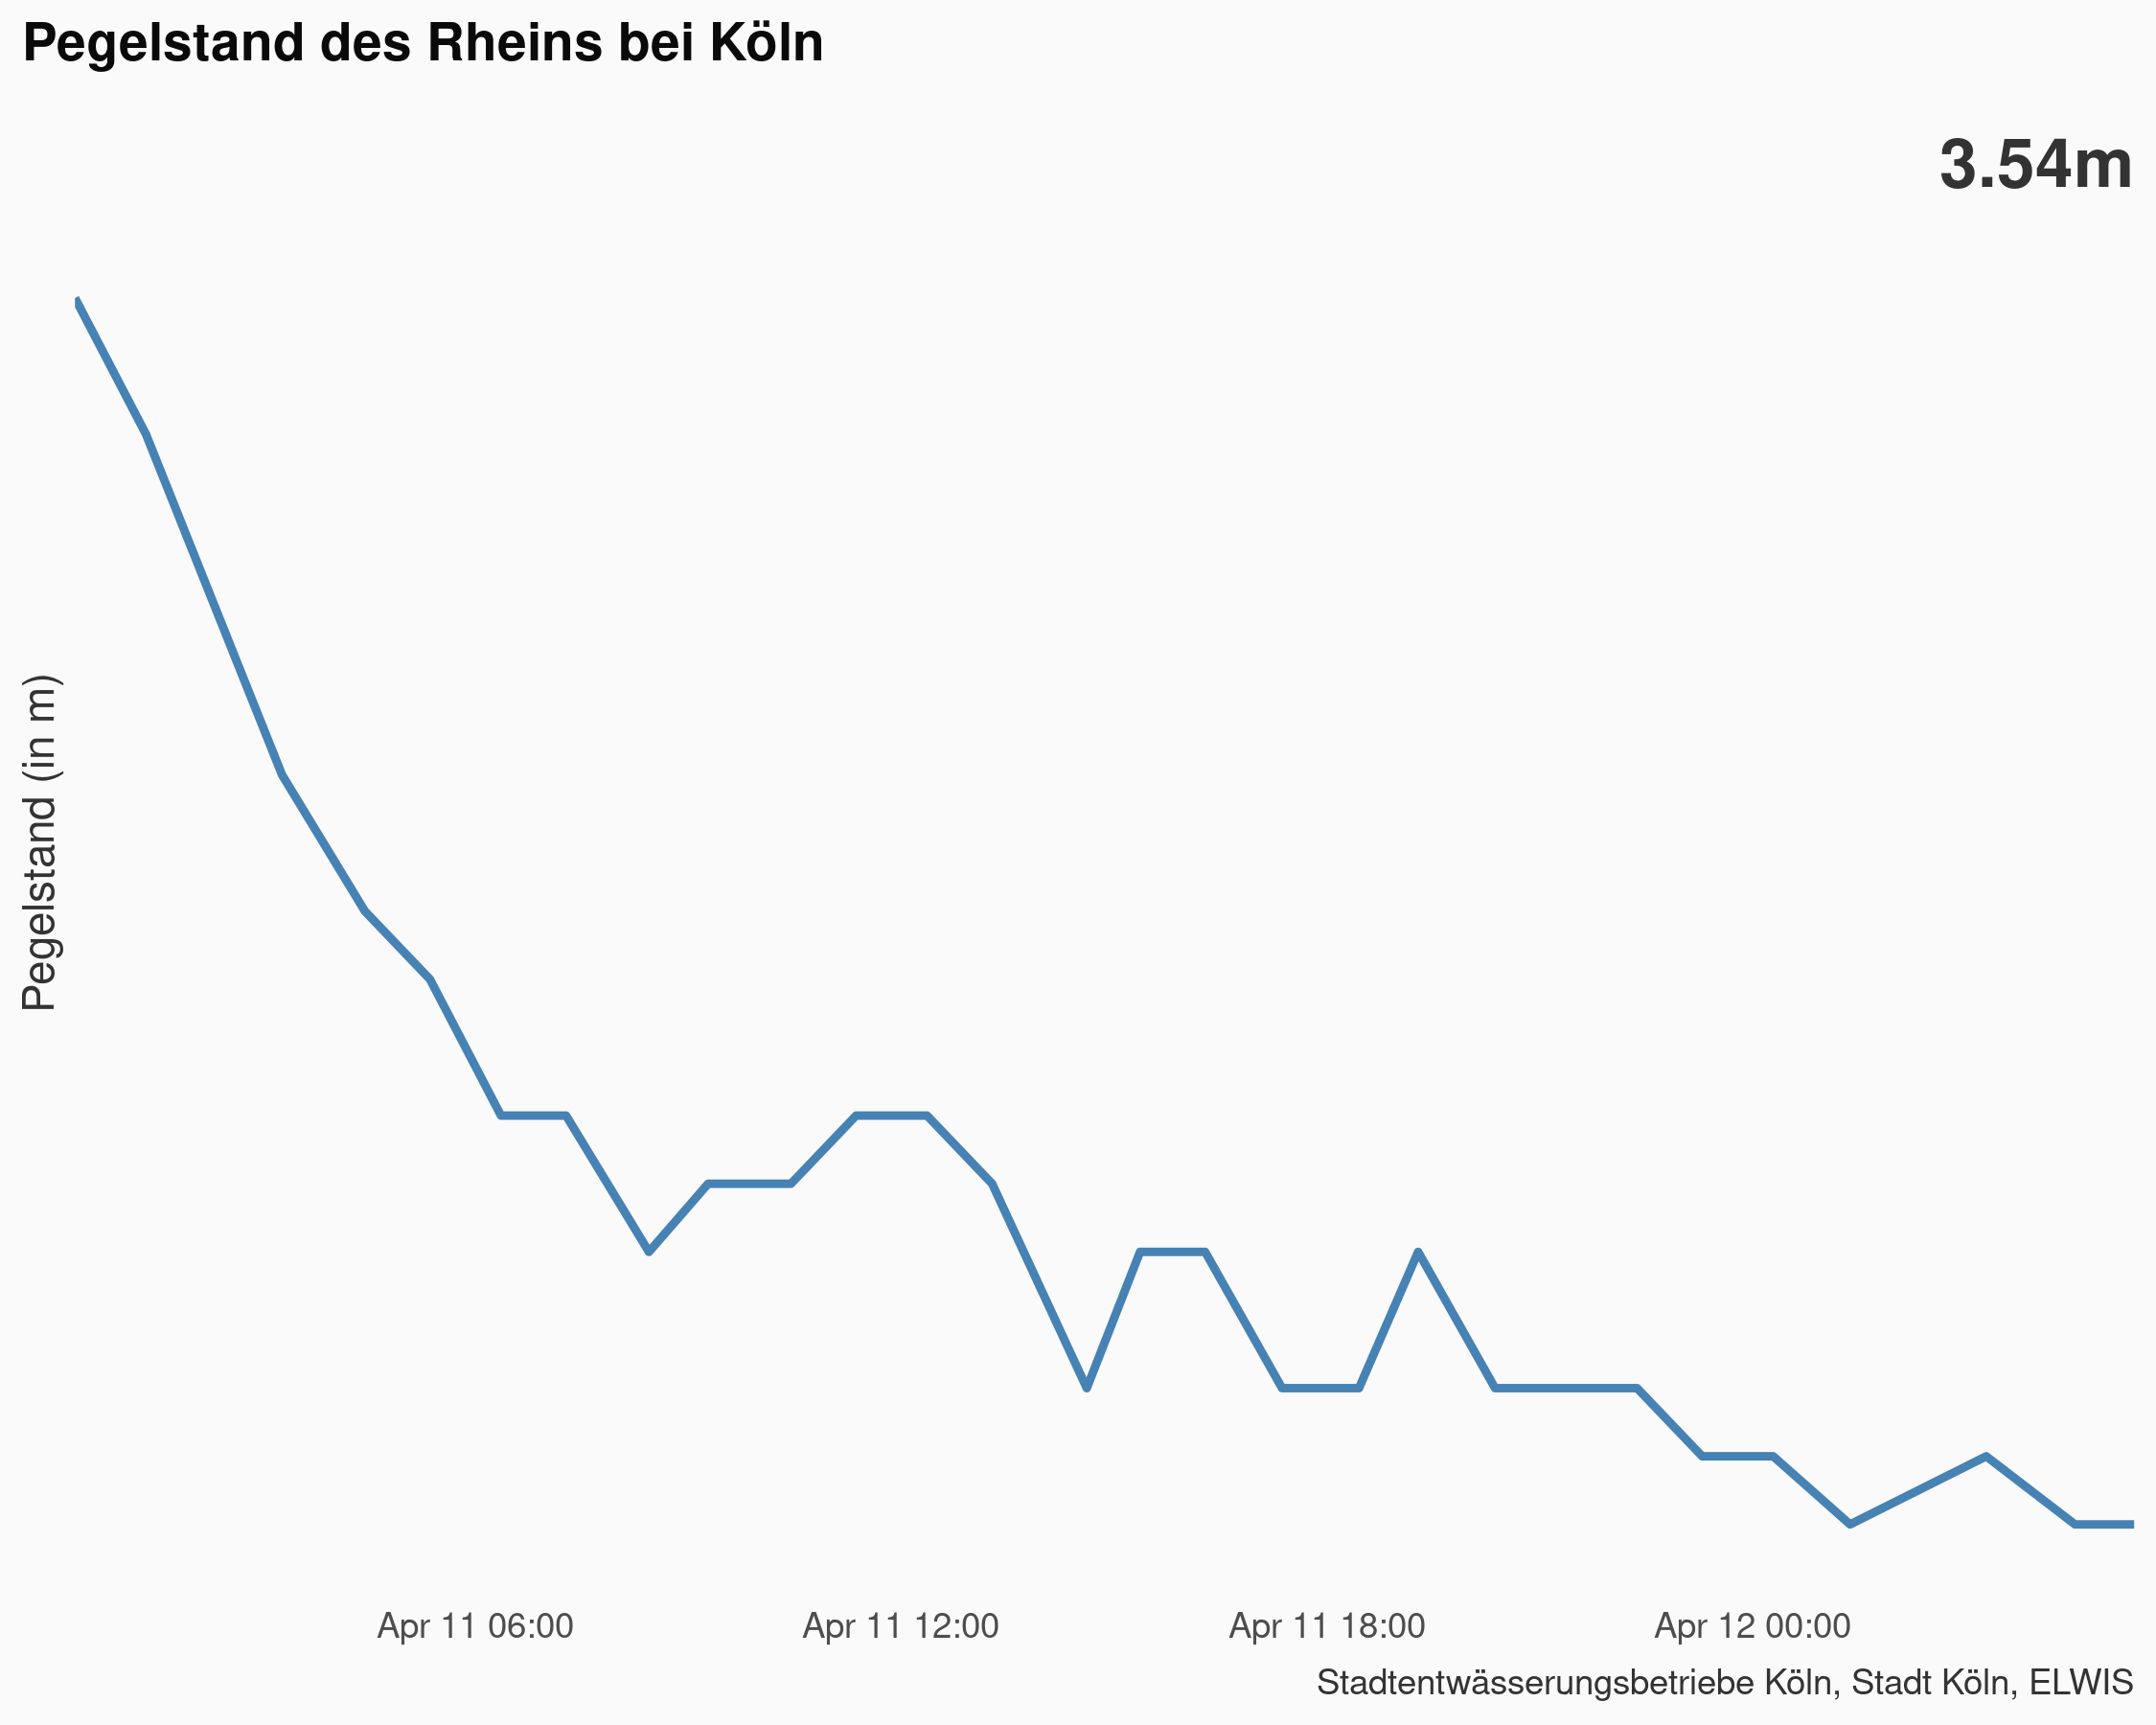 Pegelstand des Rheins bei Köln
3.54m
Pegelstand (in m)
Apr 11 06:00 Apr 11 12:00 Apr 11 18:00 Apr 12 00:00
Stadtentwässerungsbetriebe Köln, Stadt Köln, ELWIS